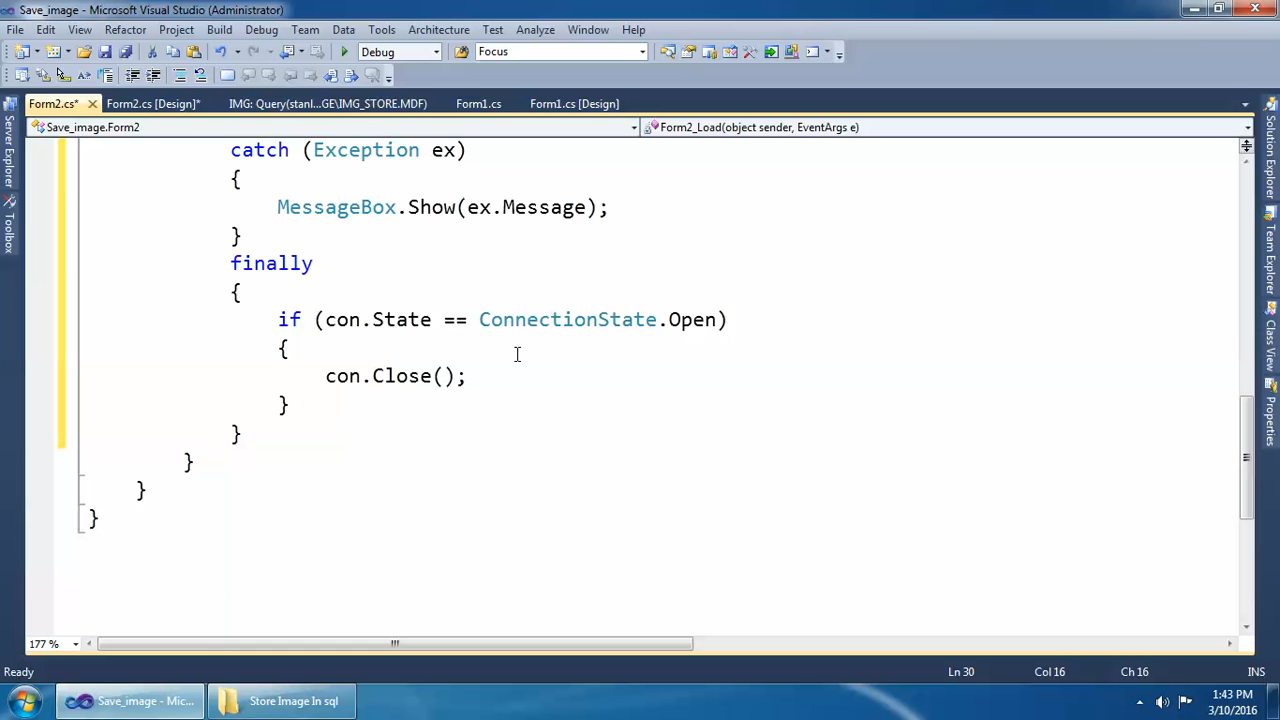 Save_image - Microsoft Visual Studio (Administrator)
File Edit View Refactor Project Build Debug Team Data Tools Architecture Test Analyze Window Help
Debug Focus
Form2.cs* Form2.cs [Design]* IMG: Query(stanl...GE\IMG_STORE.MDF) Form1.cs Form1.cs [Design]
Save_image.Form2 Form2_Load(object sender, EventArgs e)
Server Explorer
Toolbox
catch (Exception ex)
{
MessageBox.Show(ex.Message);
}
finally
{
if (con.State == ConnectionState.Open)
{
con.Close();
}
}
}
}
}
Solution Explorer
Team Explorer
Class View
Properties
177 %
Ready Ln 30 Col 16 Ch 16 INS
Save_image - Mic... Store Image In sql 1:43 PM
3/10/2016